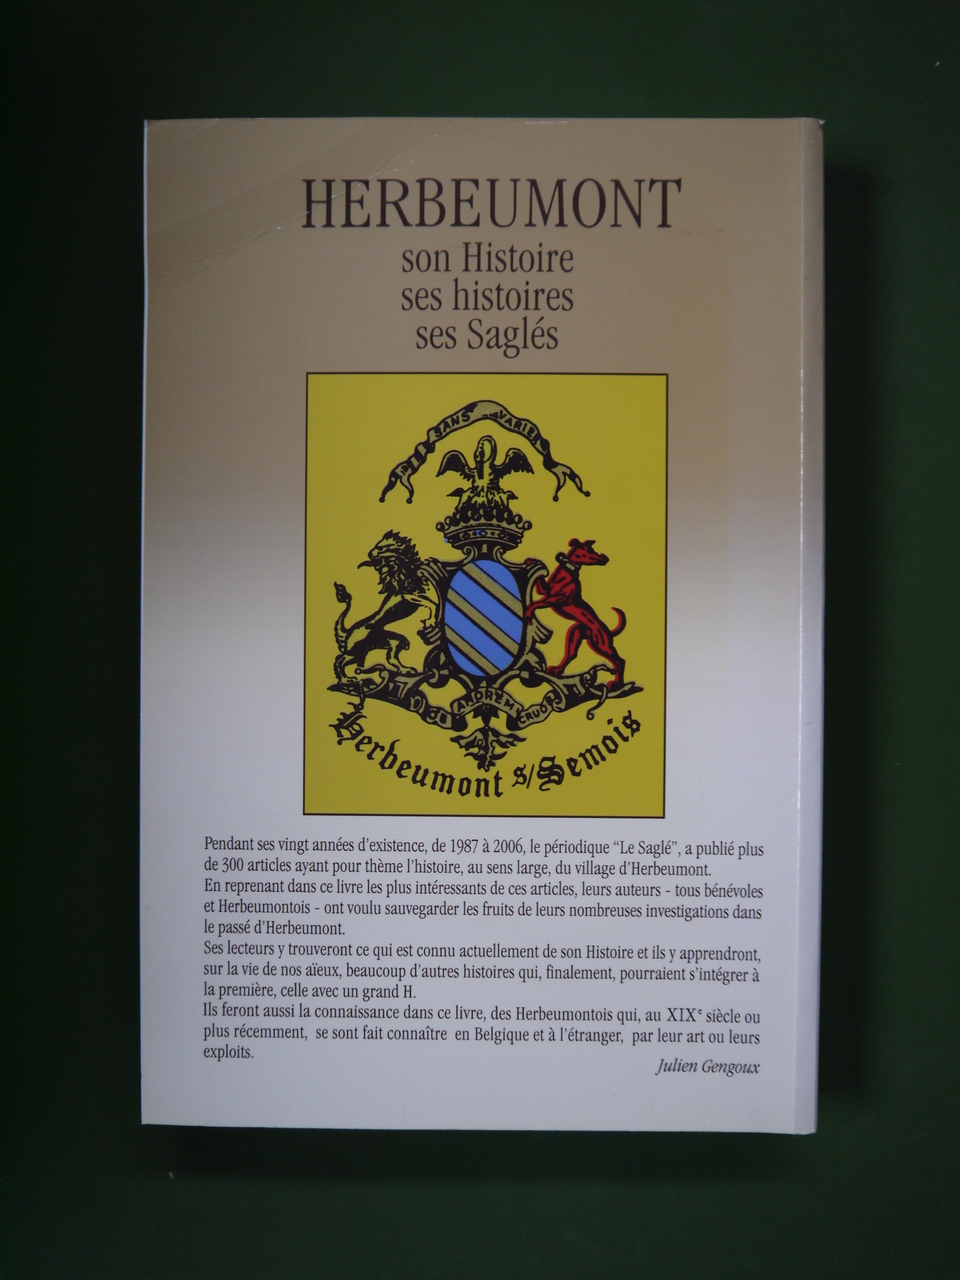 HERBEUMONT
son Histoire
ses histoires
ses Saglés
SANS VARIER
Herbeumont s/Semois
Pendant ses vingt années d'existence, de 1987 à 2006, le périodique “Le Saglé”, a publié plus
de 300 articles ayant pour thème l'histoire, au sens large, du village d'Herbeumont.
En reprenant dans ce livre les plus intéressants de ces articles, leurs auteurs - tous bénévoles
et Herbeumontois - ont voulu sauvegarder les fruits de leurs nombreuses investigations dans
le passé d'Herbeumont.
Ses lecteurs y trouveront ce qui est connu actuellement de son Histoire et ils y apprendront,
sur la vie de nos aïeux, beaucoup d'autres histoires qui, finalement, pourraient s'intégrer à
la première, celle avec un grand H.
Ils feront aussi la connaissance dans ce livre, des Herbeumontois qui, au XIXe siècle ou
plus récemment, se sont fait connaître en Belgique et à l'étranger, par leur art ou leurs
exploits.
Julien Gengoux